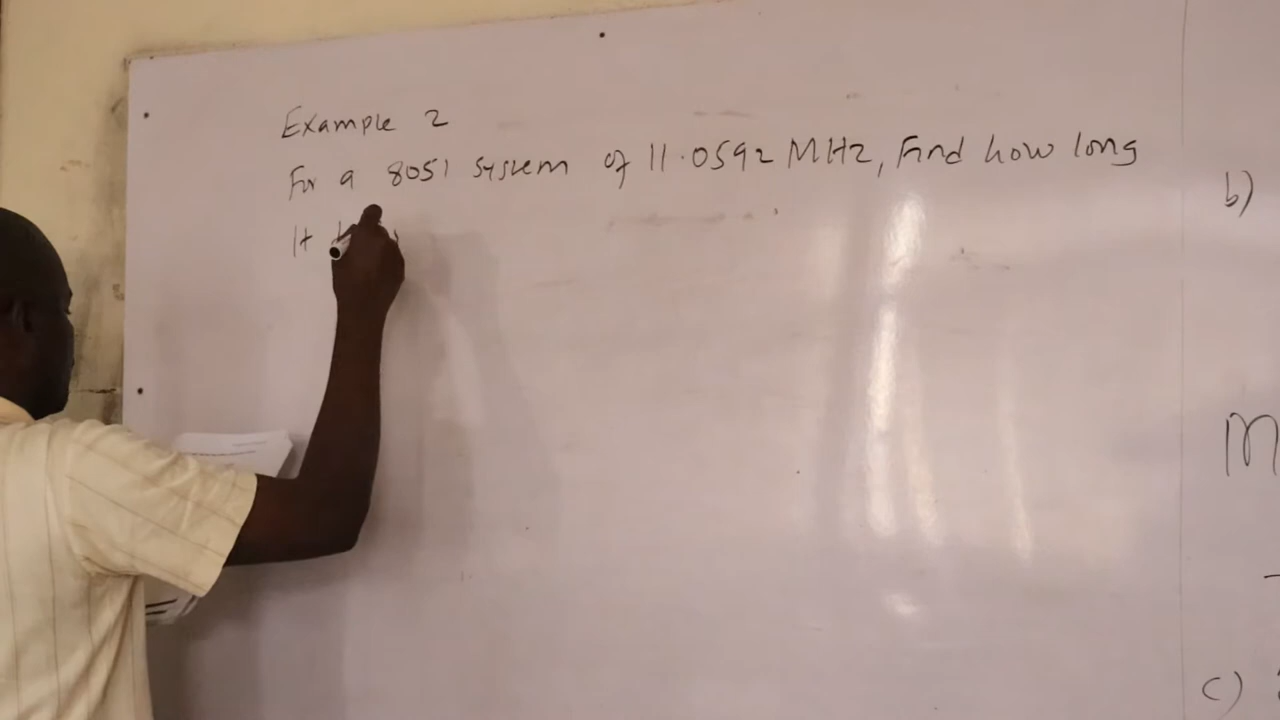 Example 2
For a 8051 system of 11.0592 MHz, Find how long
It
b)
M
c)